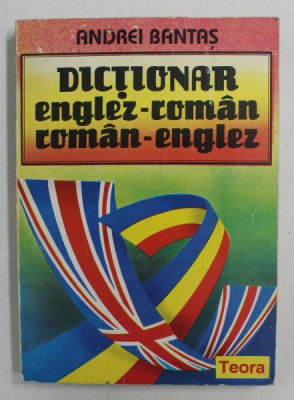 ANDREI BANTAȘ
DICȚIONAR
englez-român
român-englez
Teora